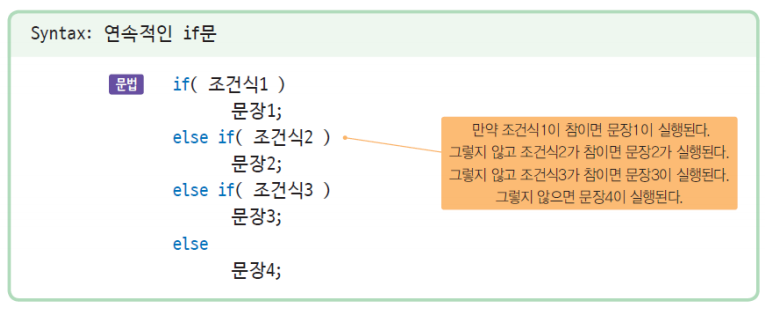 Syntax: 연속적인 if문
문법
if( 조건식1 )
문장1;
else if( 조건식2 )
문장2;
else if( 조건식3 )
문장3;
else
문장4;
만약 조건식1이 참이면 문장1이 실행된다.
그렇지 않고 조건식2가 참이면 문장2가 실행된다.
그렇지 않고 조건식3가 참이면 문장3이 실행된다.
그렇지 않으면 문장4이 실행된다.